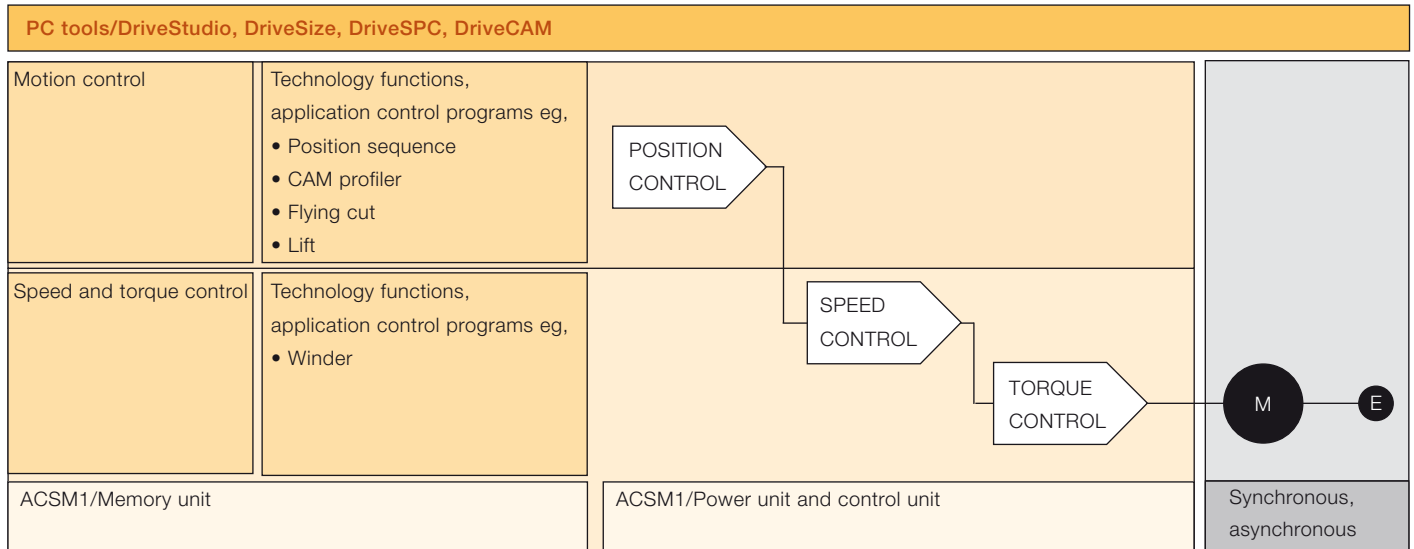 PC tools/DriveStudio, DriveSize, DriveSPC, DriveCAM
Motion control
Technology functions,
application control programs eg,
• Position sequence
• CAM profiler
• Flying cut
• Lift
POSITION
CONTROL
Speed and torque control
Technology functions,
application control programs eg,
• Winder
SPEED
CONTROL
TORQUE
CONTROL
M
E
ACSM1/Memory unit
ACSM1/Power unit and control unit
Synchronous,
asynchronous